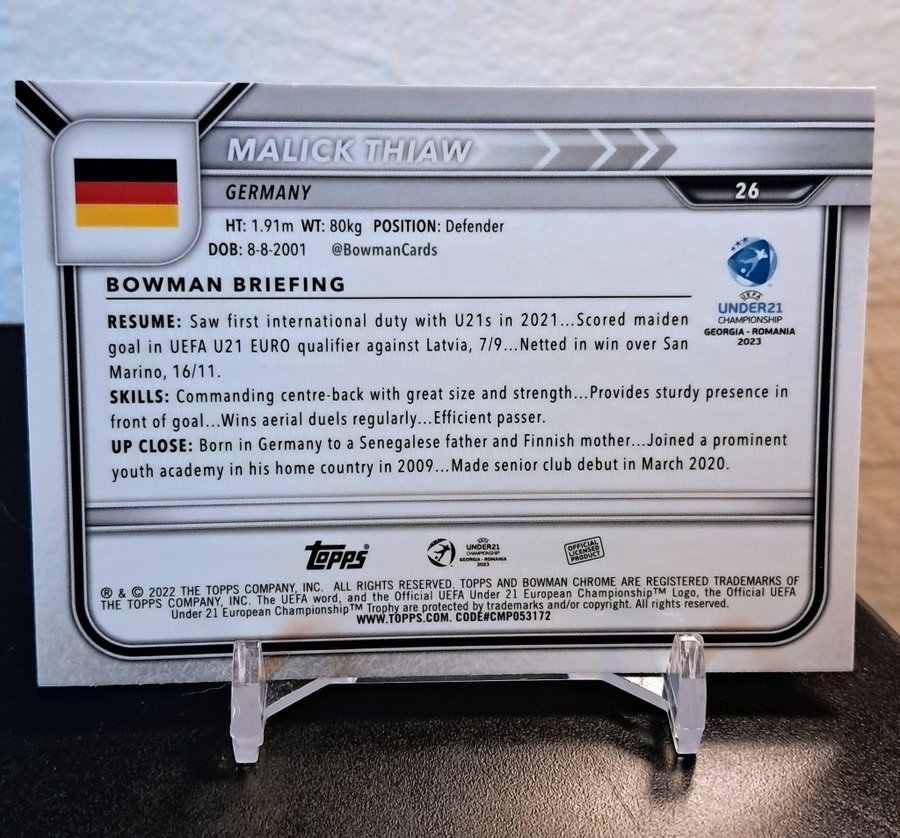 MALICK THIAW
GERMANY
26
HT: 1.91m WT: 80kg POSITION: Defender
DOB: 8-8-2001 @BowmanCards
BOWMAN BRIEFING
UEFA
UNDER21
CHAMPIONSHIP
GEORGIA - ROMANIA
2023
RESUME: Saw first international duty with U21s in 2021...Scored maiden
goal in UEFA U21 EURO qualifier against Latvia, 7/9...Netted in win over San
Marino, 16/11.
SKILLS: Commanding centre-back with great size and strength...Provides sturdy presence in
front of goal...Wins aerial duels regularly...Efficient passer.
UP CLOSE: Born in Germany to a Senegalese father and Finnish mother...Joined a prominent
youth academy in his home country in 2009...Made senior club debut in March 2020.
topps®
UEFA
UNDER21
CHAMPIONSHIP
GEORGIA - ROMANIA
2023
OFFICIAL
LICENSED
PRODUCT
® & © 2022 THE TOPPS COMPANY, INC. ALL RIGHTS RESERVED. TOPPS AND BOWMAN CHROME ARE REGISTERED TRADEMARKS OF
THE TOPPS COMPANY, INC. The UEFA word, and the Official UEFA Under 21 European Championship™ Logo, the Official UEFA
Under 21 European Championship™ Trophy are protected by trademarks and/or copyright. All rights reserved.
WWW.TOPPS.COM. CODE#CMP053172